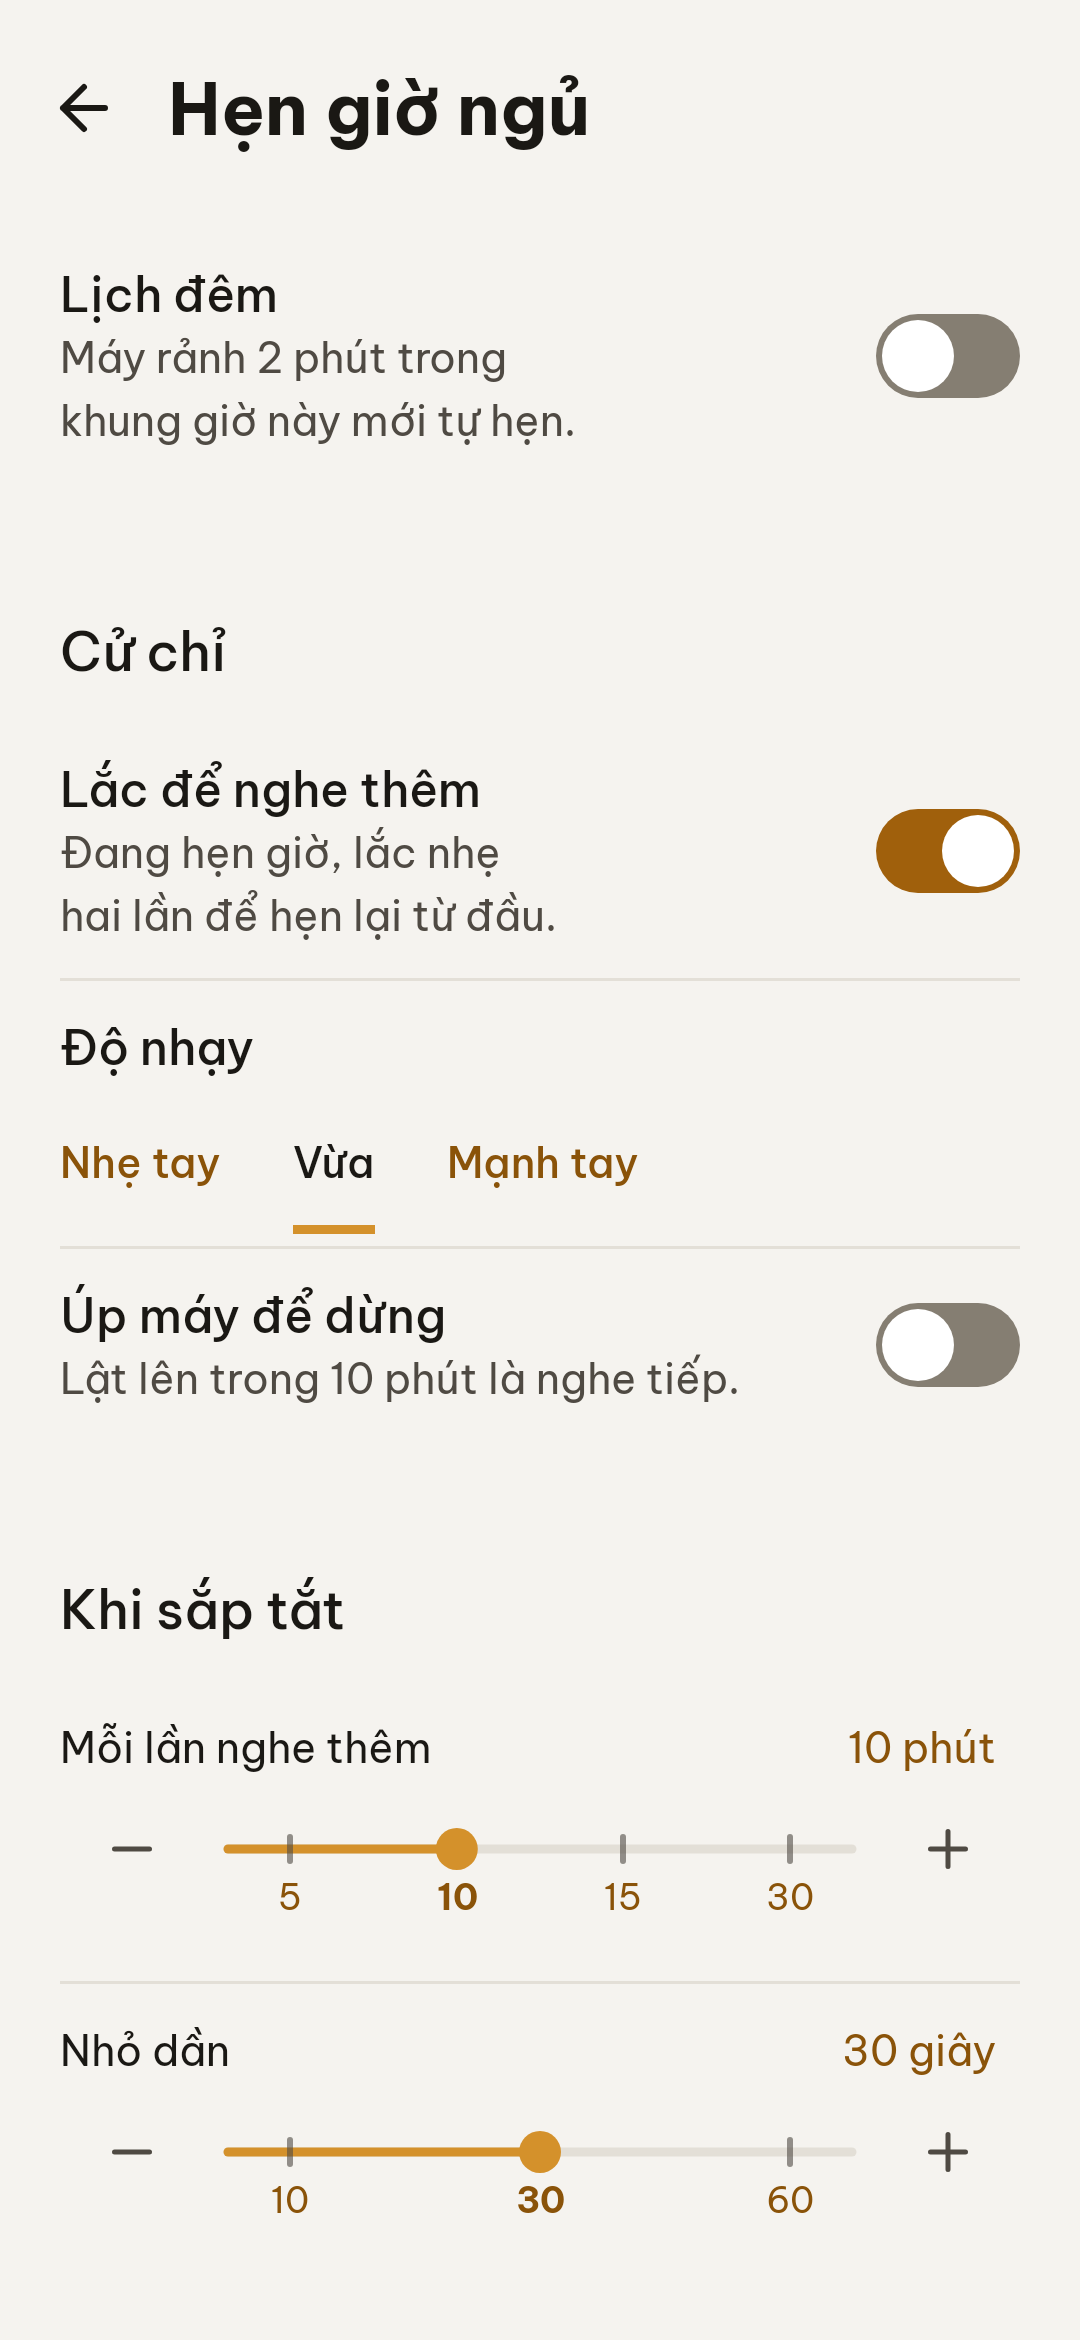 Hẹn giờ ngủ
Lịch đêm
Máy rảnh 2 phút trong
khung giờ này mới tự hẹn.
Cử chỉ
Lắc để nghe thêm
Đang hẹn giờ, lắc nhẹ
hai lần để hẹn lại từ đầu.
Độ nhạy
Nhẹ tay Vừa Mạnh tay
Úp máy để dừng
Lật lên trong 10 phút là nghe tiếp.
Khi sắp tắt
Mỗi lần nghe thêm 10 phút
5 10 15 30
Nhỏ dần 30 giây
10 30 60